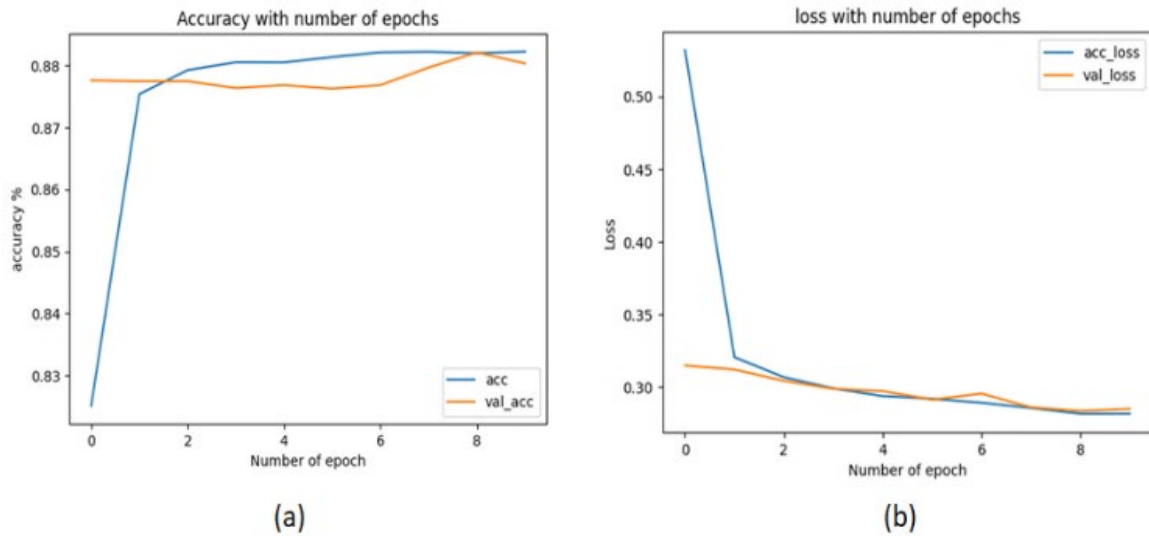 Accuracy with number of epochs
accuracy %
0.88
0.87
0.86
0.85
0.84
0.83
acc
val_acc
0 2 4 6 8
Number of epoch
(a)
loss with number of epochs
Loss
0.50
0.45
0.40
0.35
0.30
acc_loss
val_loss
0 2 4 6 8
Number of epoch
(b)